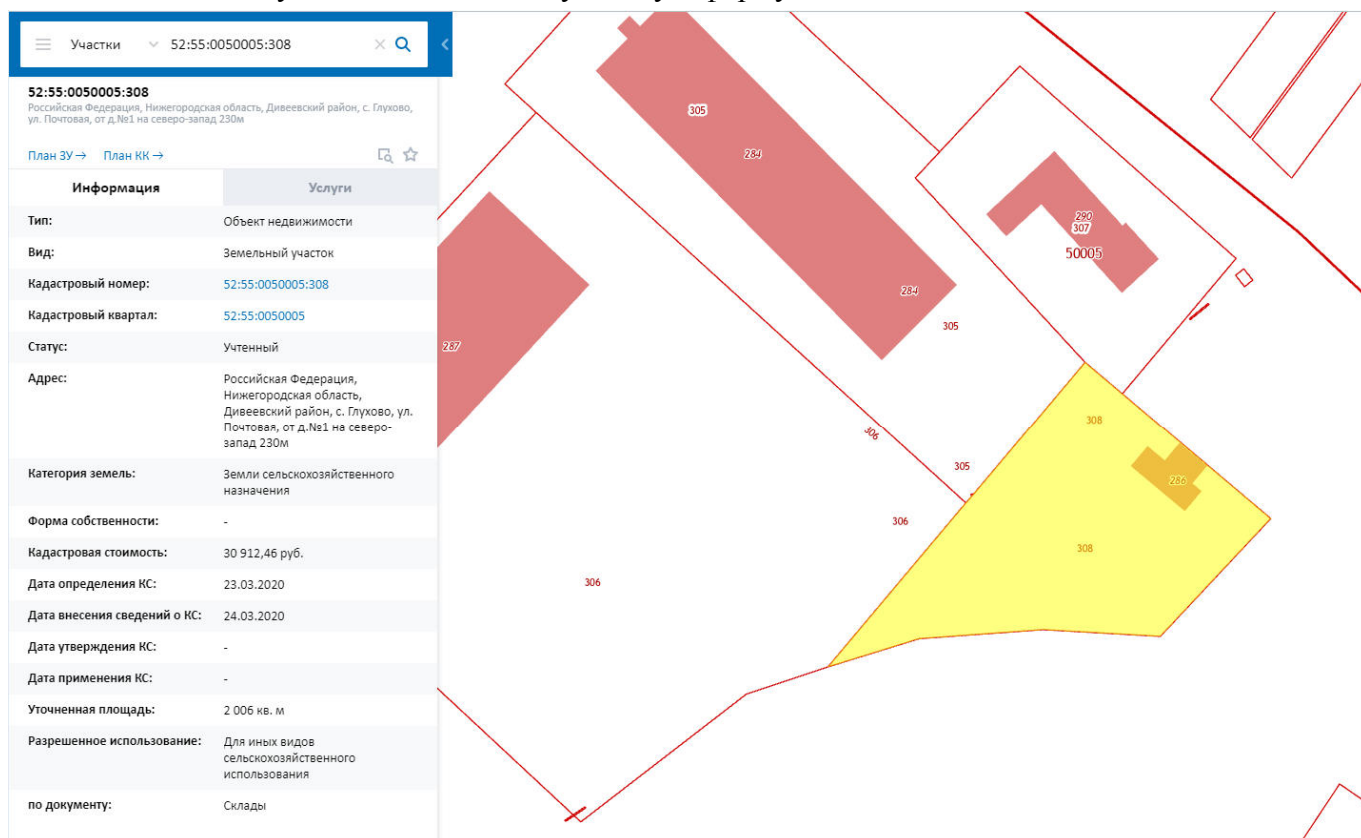 Участки 52:55:0050005:308
52:55:0050005:308
Российская Федерация, Нижегородская область, Дивеевский район, с. Глухово,
ул. Почтовая, от д.№1 на северо-запад 230м
План ЗУ → План КК →
Информация Услуги
Тип: Объект недвижимости
Вид: Земельный участок
Кадастровый номер: 52:55:0050005:308
Кадастровый квартал: 52:55:0050005
Статус: Учтенный
Адрес: Российская Федерация,
Нижегородская область,
Дивеевский район, с. Глухово, ул.
Почтовая, от д.№1 на северо-
запад 230м
Категория земель: Земли сельскохозяйственного
назначения
Форма собственности: -
Кадастровая стоимость: 30 912,46 руб.
Дата определения КС: 23.03.2020
Дата внесения сведений о КС: 24.03.2020
Дата утверждения КС: -
Дата применения КС: -
Уточненная площадь: 2 006 кв. м
Разрешенное использование: Для иных видов
сельскохозяйственного
использования
по документу: Склады
305
284
290
307
50005
284
305
287
308
306
305
286
306
308
306